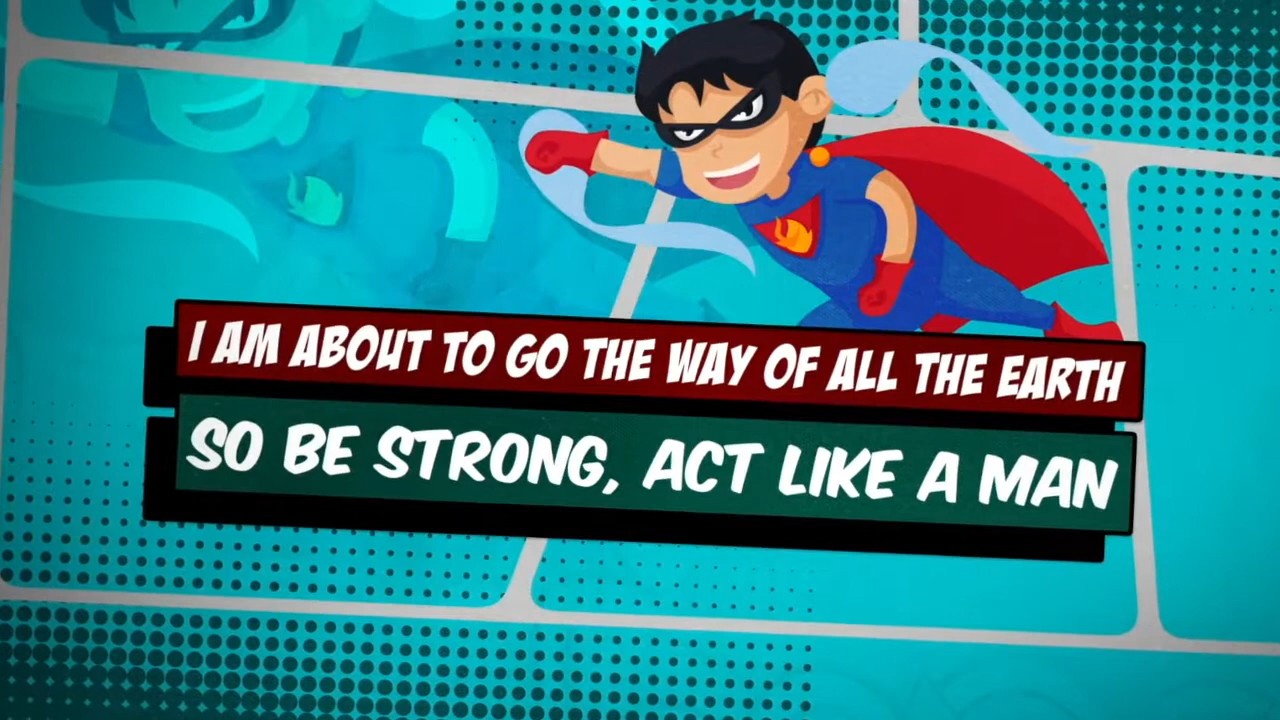 I AM ABOUT TO GO THE WAY OF ALL THE EARTH
SO BE STRONG, ACT LIKE A MAN